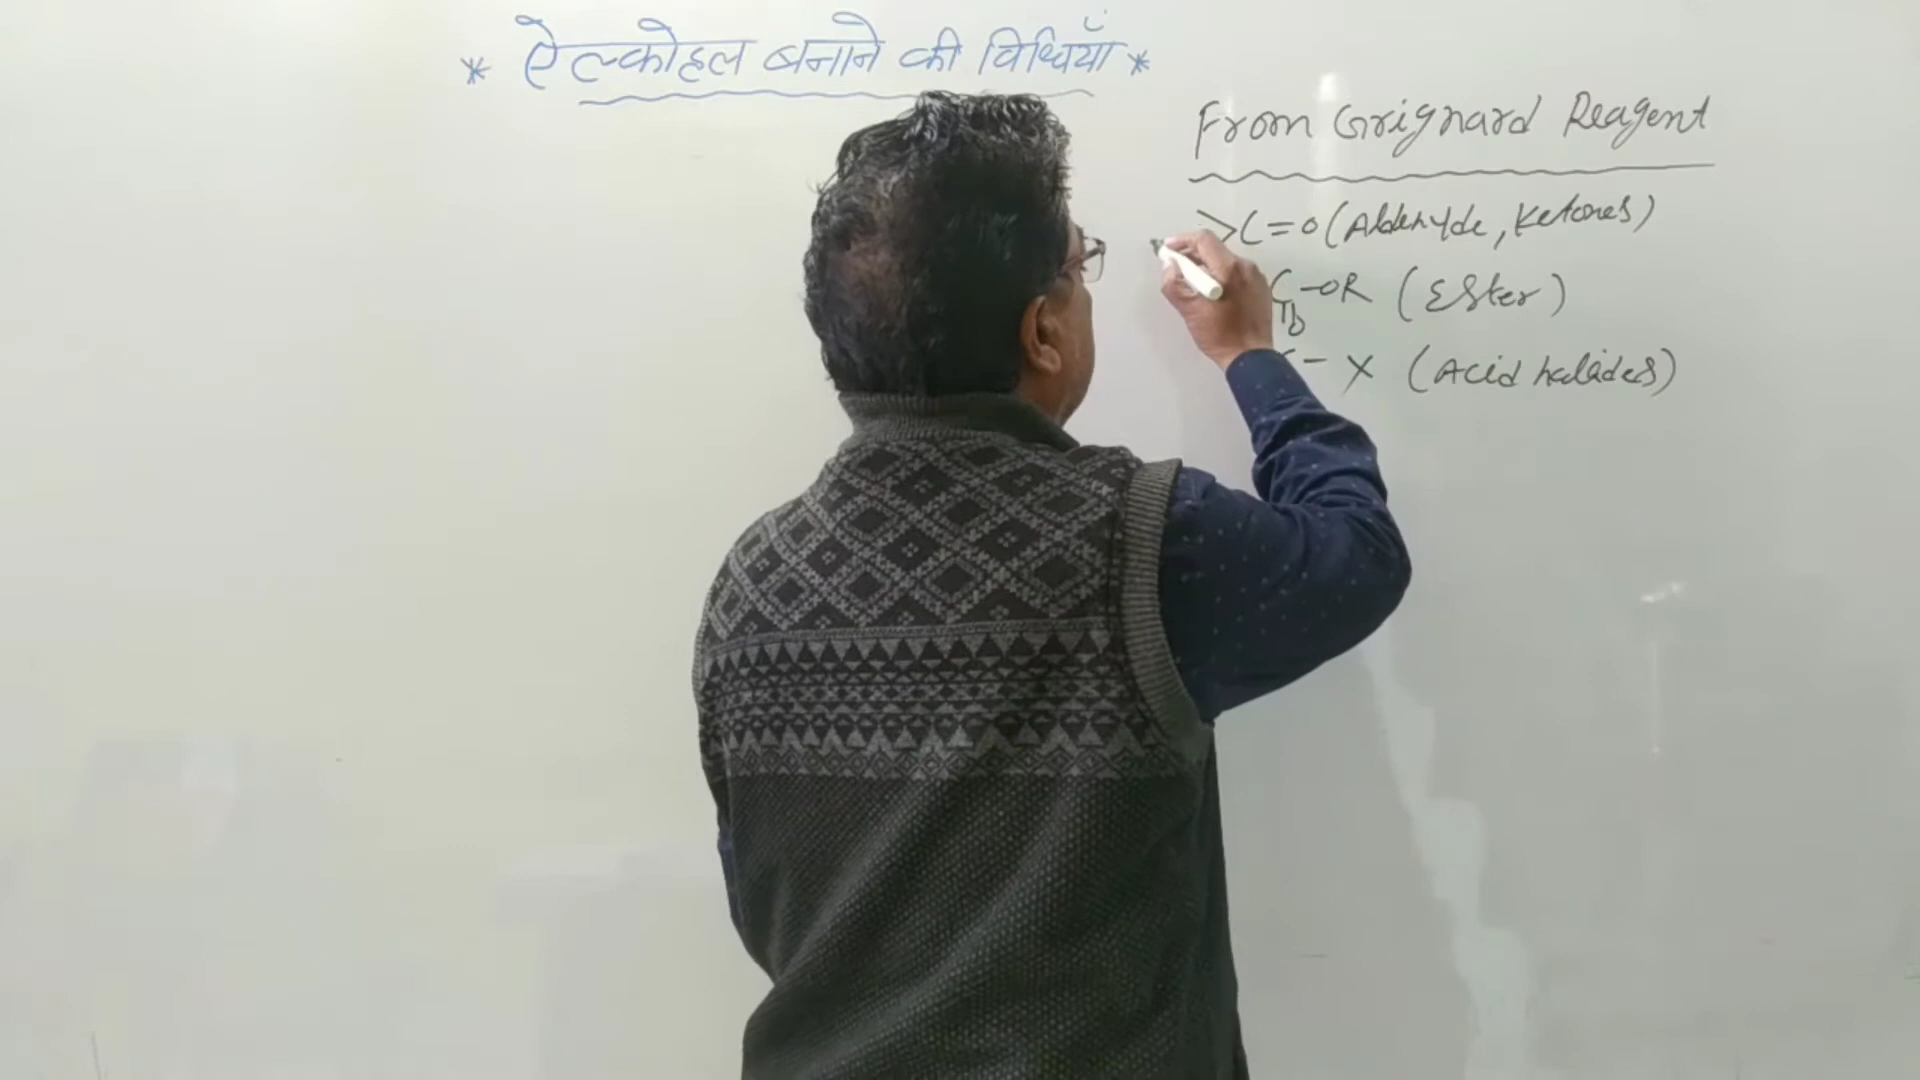 * ऐल्कोहल बनाने की विधियाँ *
From Grignard Reagent
>C=O (Aldehyde, Ketones)
C-OR (Ester)
- X (Acid halides)